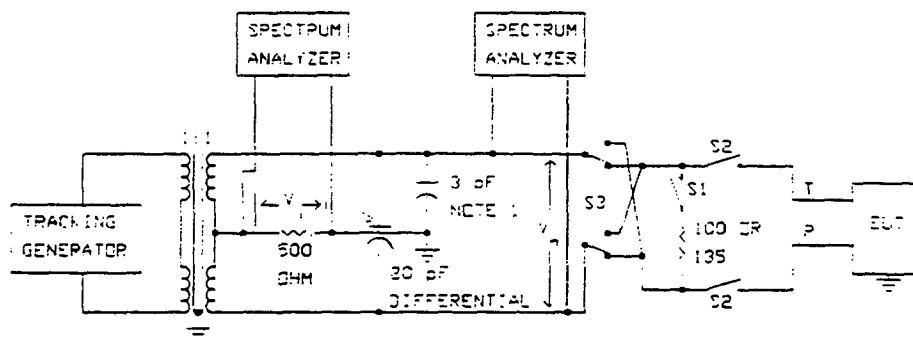 SPECTRUM
ANALYZER
SPECTRUM
ANALYZER
1:1
S2
3 pF
NOTE 1
S3
S1
T
TRACKING
GENERATOR
V
500
OHM
V
100 OR
135
EUT
20 pF
DIFFERENTIAL
S2